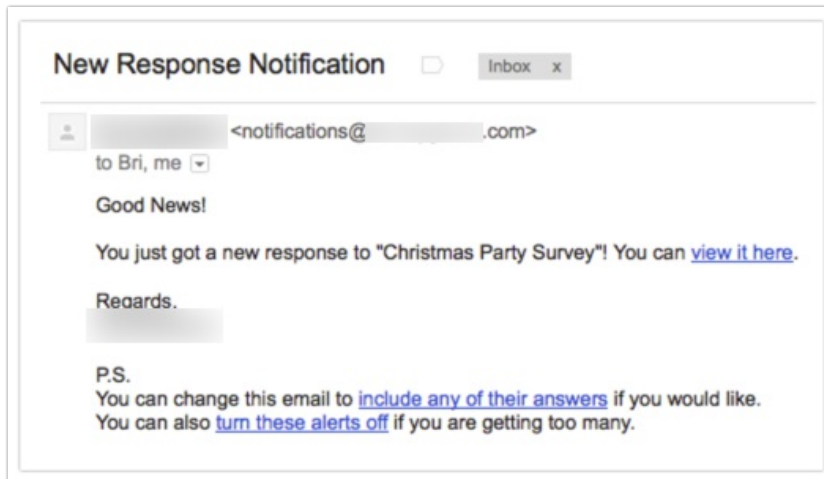 New Response Notification Inbox x
<notifications@ .com>
to Bri, me
Good News!
You just got a new response to "Christmas Party Survey"! You can view it here.
Regards,
P.S.
You can change this email to include any of their answers if you would like.
You can also turn these alerts off if you are getting too many.